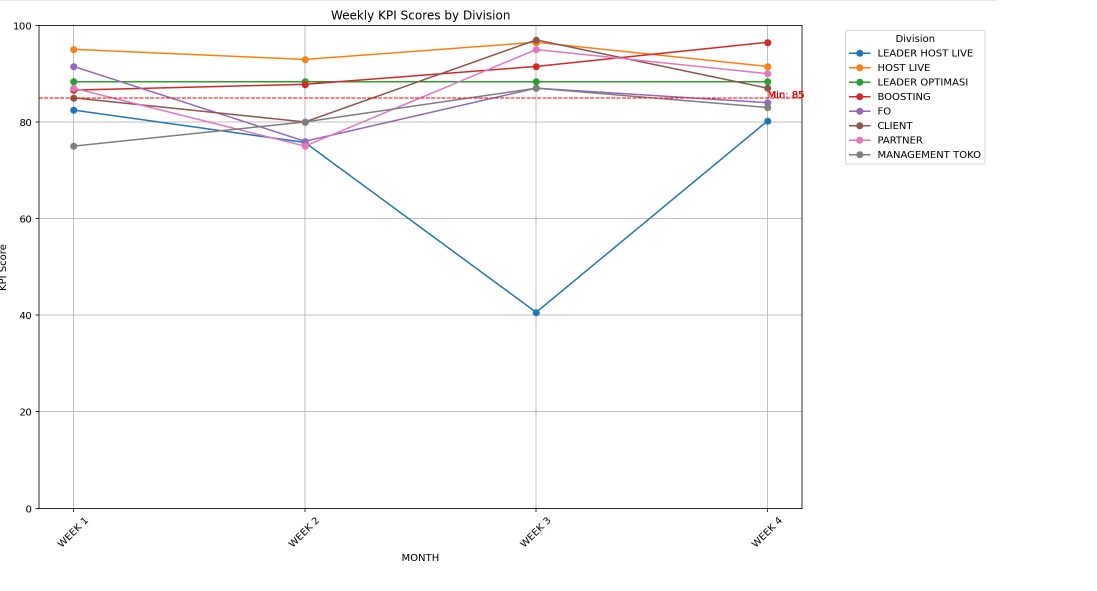 Weekly KPI Scores by Division
100
80
60
40
20
0
KPI Score
Min: 85
WEEK 1
WEEK 2
WEEK 3
WEEK 4
MONTH
Division
LEADER HOST LIVE
HOST LIVE
LEADER OPTIMASI
BOOSTING
FO
CLIENT
PARTNER
MANAGEMENT TOKO